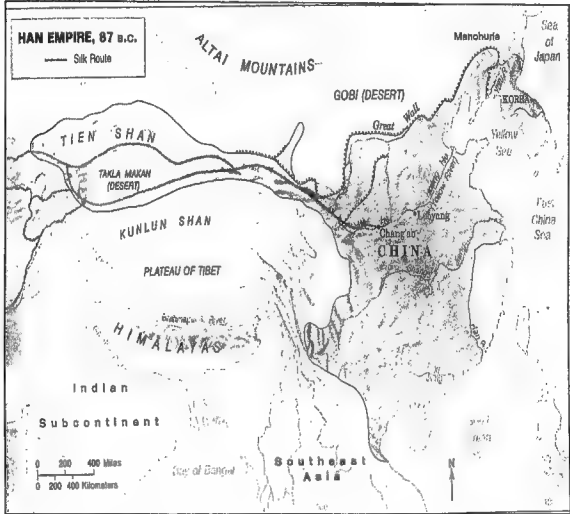 HAN EMPIRE, 87 B.C.
Silk Route
ALTAI MOUNTAINS
Manchuria
Sea
of
Japan
GOBI (DESERT)
KOREA
Great Wall
Yellow
Sea
TIEN SHAN
TAKLA MAKAN
(DESERT)
KUNLUN SHAN
Loyang
Chang'an
CHINA
East
China
Sea
PLATEAU OF TIBET
HIMALAYAS
Indian
Subcontinent
0 200 400 Miles
0 200 400 Kilometers
Bay of Bengal
Southeast
Asia
N